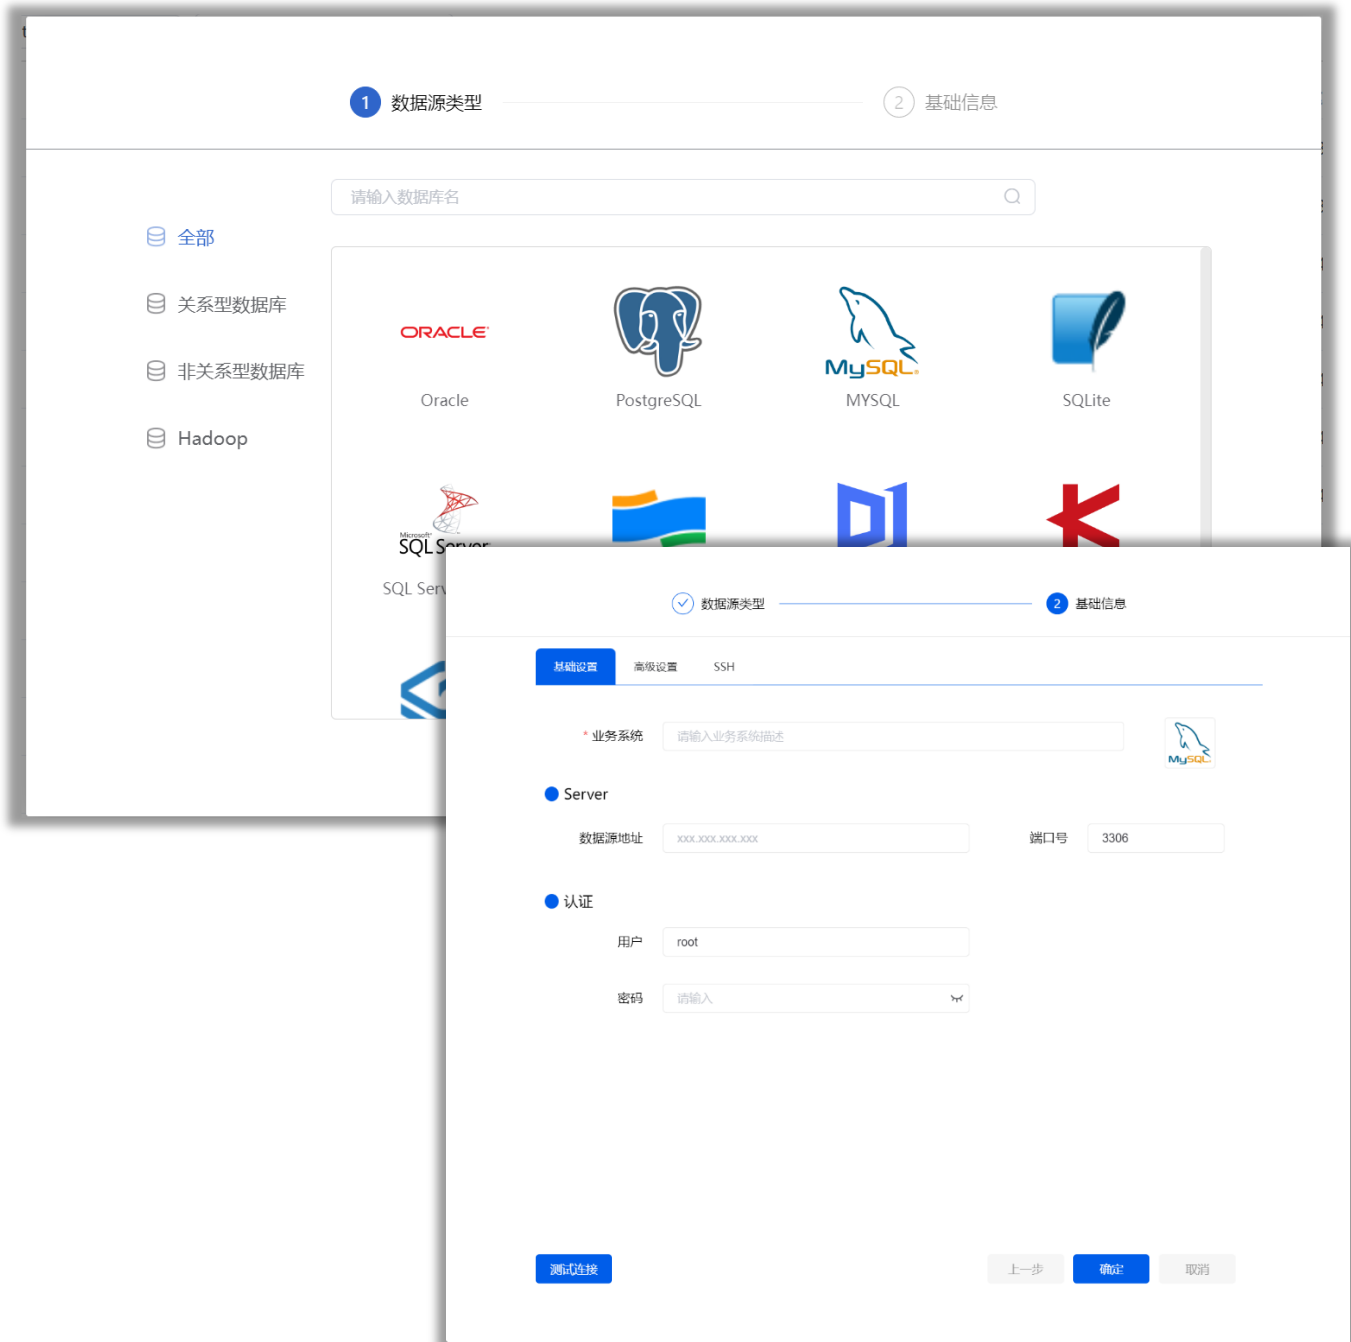 t
1 数据源类型
2 基础信息
请输入数据库名
全部
关系型数据库
非关系型数据库
Hadoop
ORACLE
Oracle
PostgreSQL
MySQL
MYSQL
SQLite
Microsoft
SQL Server
SQL Serv
数据源类型
2 基础信息
基础设置
高级设置
SSH
* 业务系统
请输入业务系统描述
MySQL
Server
数据源地址
xxx.xxx.xxx.xxx
端口号
3306
认证
用户
root
密码
请输入
测试连接
上一步
确定
取消